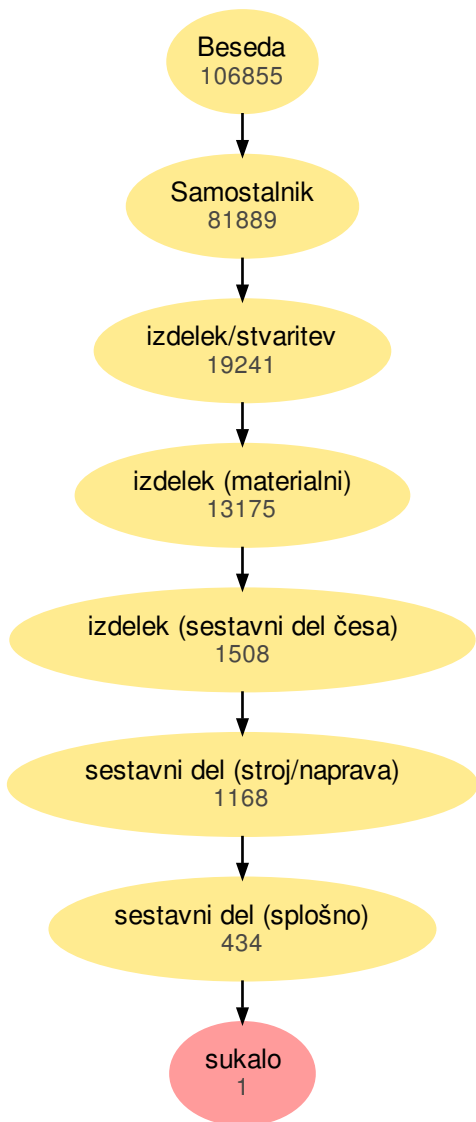 Beseda
106855
Samostalnik
81889
izdelek/stvaritev
19241
izdelek (materialni)
13175
izdelek (sestavni del česa)
1508
sestavni del (stroj/naprava)
1168
sestavni del (splošno)
434
sukalo
1